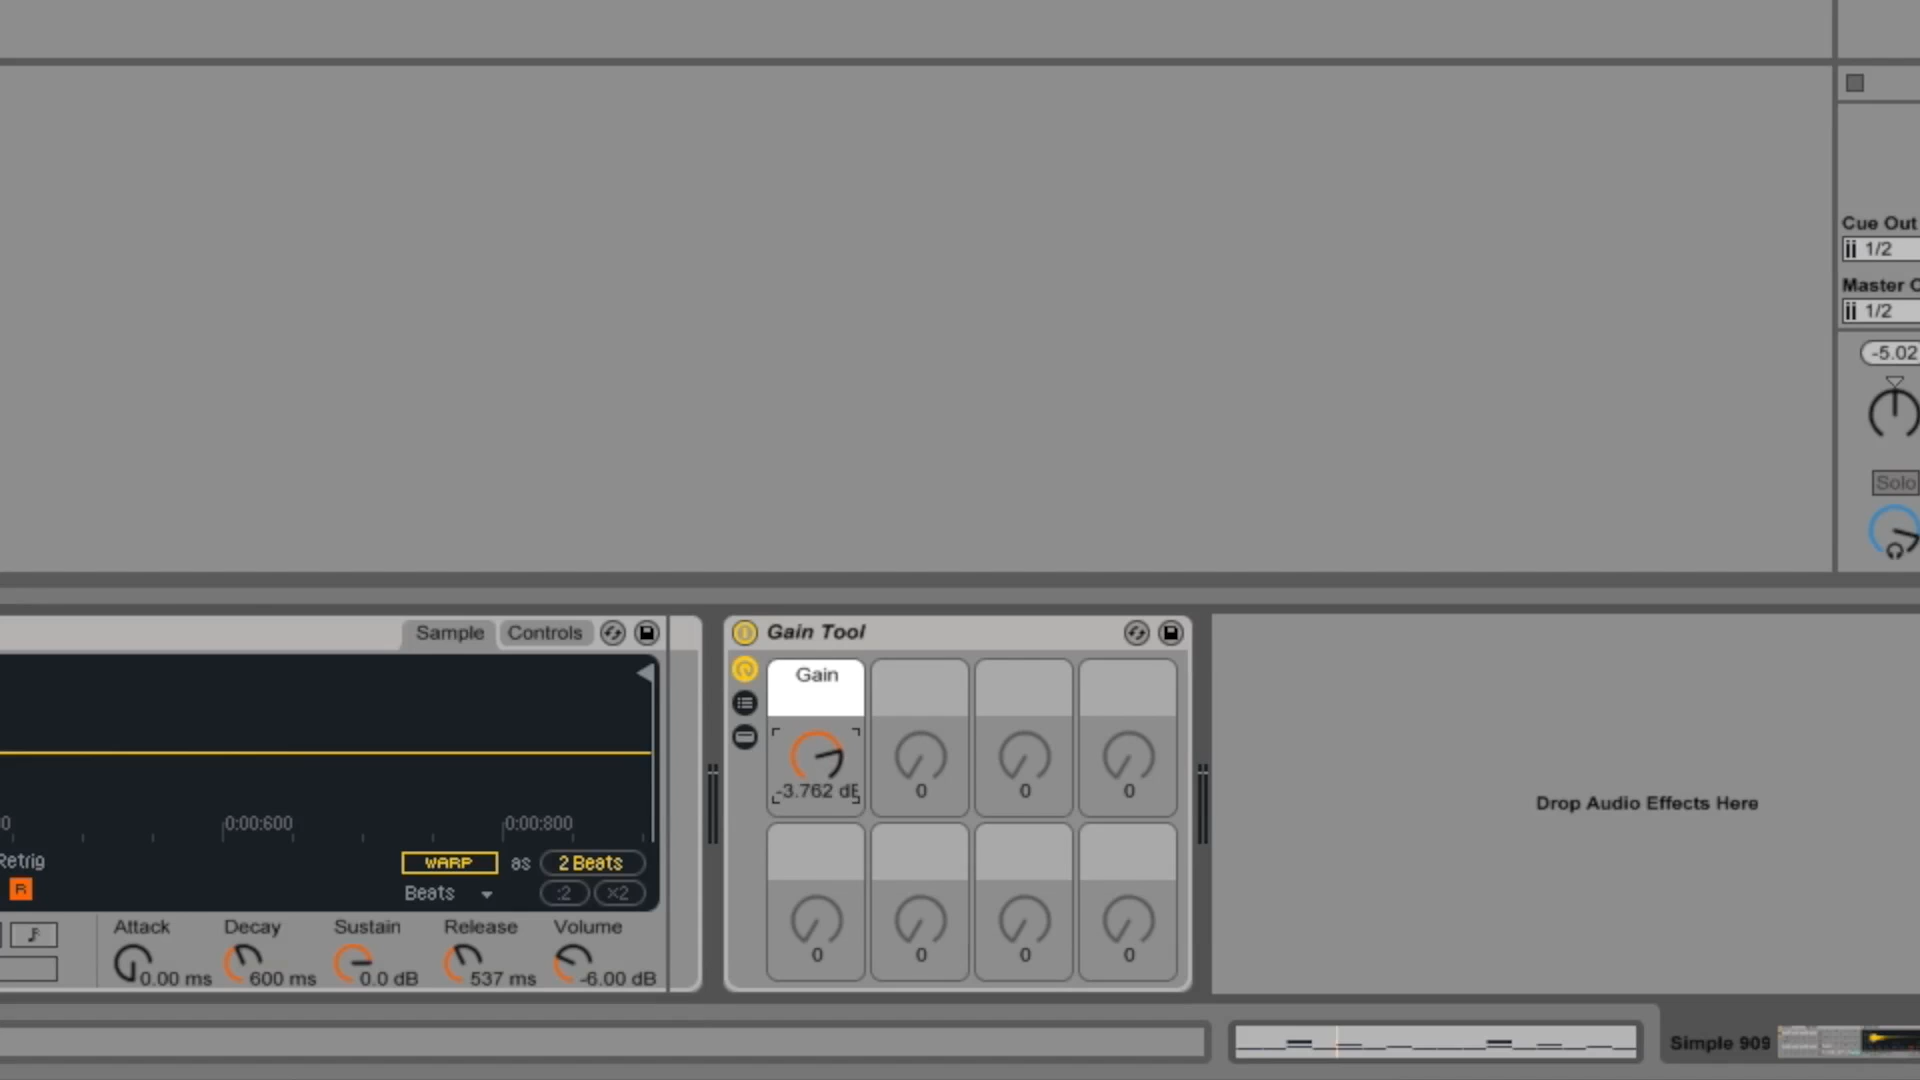 Cue Out
ii 1/2
Master
ii 1/2
-5.02
Solo
Sample Controls
Gain Tool
Gain
-3.762 dB
0
0
0
0
0
0
0
0:00:600
0:00:800
Retrig
R
WARP as 2 Beats
Beats :2 ×2
Attack Decay Sustain Release Volume
0.00 ms 600 ms 0.0 dB 537 ms -6.00 dB
Drop Audio Effects Here
Simple 909